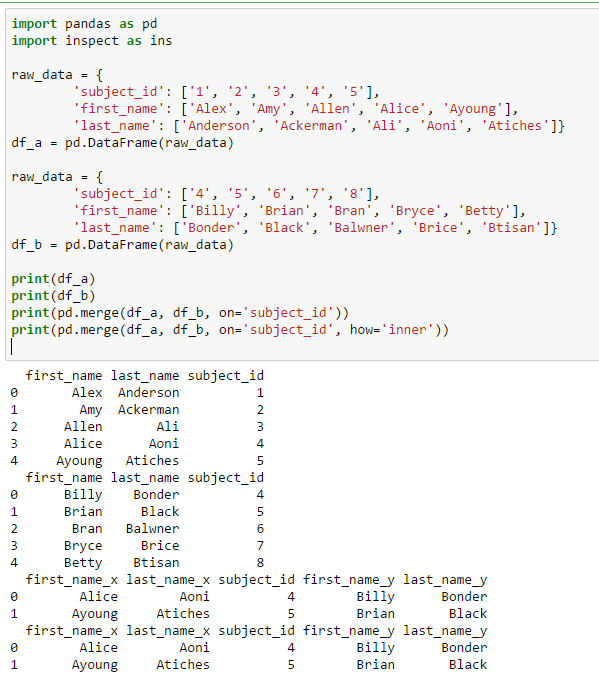 import pandas as pd
import inspect as ins

raw_data = {
        'subject_id': ['1', '2', '3', '4', '5'],
        'first_name': ['Alex', 'Amy', 'Allen', 'Alice', 'Ayoung'],
        'last_name': ['Anderson', 'Ackerman', 'Ali', 'Aoni', 'Atiches']}
df_a = pd.DataFrame(raw_data)

raw_data = {
        'subject_id': ['4', '5', '6', '7', '8'],
        'first_name': ['Billy', 'Brian', 'Bran', 'Bryce', 'Betty'],
        'last_name': ['Bonder', 'Black', 'Balwner', 'Brice', 'Btisan']}
df_b = pd.DataFrame(raw_data)

print(df_a)
print(df_b)
print(pd.merge(df_a, df_b, on='subject_id'))
print(pd.merge(df_a, df_b, on='subject_id', how='inner'))

  first_name last_name subject_id
0       Alex  Anderson          1
1        Amy  Ackerman          2
2      Allen       Ali          3
3      Alice      Aoni          4
4     Ayoung   Atiches          5
  first_name last_name subject_id
0      Billy    Bonder          4
1      Brian     Black          5
2       Bran   Balwner          6
3      Bryce     Brice          7
4      Betty    Btisan          8
  first_name_x last_name_x subject_id first_name_y last_name_y
0        Alice        Aoni          4        Billy      Bonder
1       Ayoung     Atiches          5        Brian       Black
  first_name_x last_name_x subject_id first_name_y last_name_y
0        Alice        Aoni          4        Billy      Bonder
1       Ayoung     Atiches          5        Brian       Black